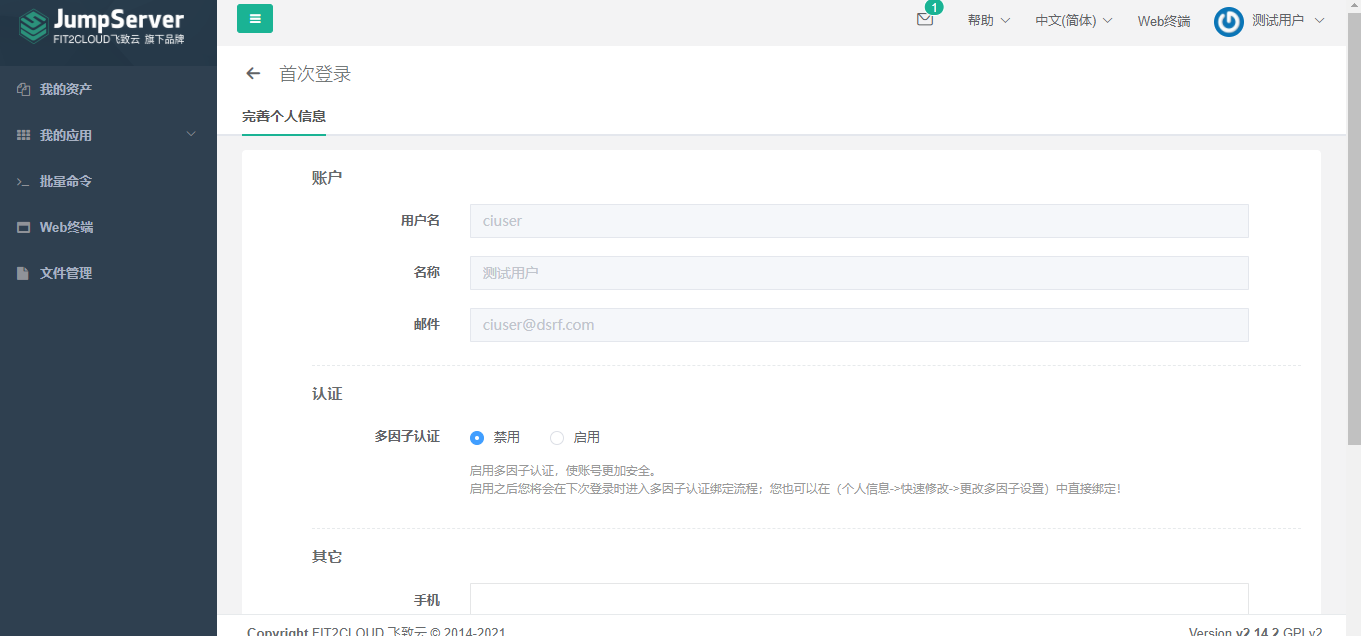 JumpServer
FIT2CLOUD飞致云 旗下品牌
1
帮助
中文(简体)
Web终端
测试用户
我的资产
我的应用
批量命令
Web终端
文件管理
首次登录
完善个人信息
账户
用户名
ciuser
名称
测试用户
邮件
ciuser@dsrf.com
认证
多因子认证
禁用
启用
启用多因子认证，使账号更加安全。
启用之后您将会在下次登录时进入多因子认证绑定流程；您也可以在（个人信息->快速修改->更改多因子设置）中直接绑定！
其它
手机
Copyright FIT2CLOUD 飞致云 © 2014-2021
Version v2.14.2 GPLv2